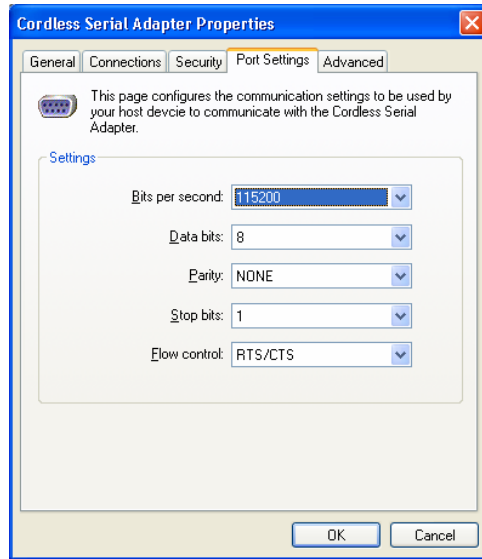 Cordless Serial Adapter Properties
General Connections Security Port Settings Advanced
This page configures the communication settings to be used by
your host devcie to communicate with the Cordless Serial
Adapter.
Settings
Bits per second: 115200
Data bits: 8
Parity: NONE
Stop bits: 1
Flow control: RTS/CTS
OK Cancel